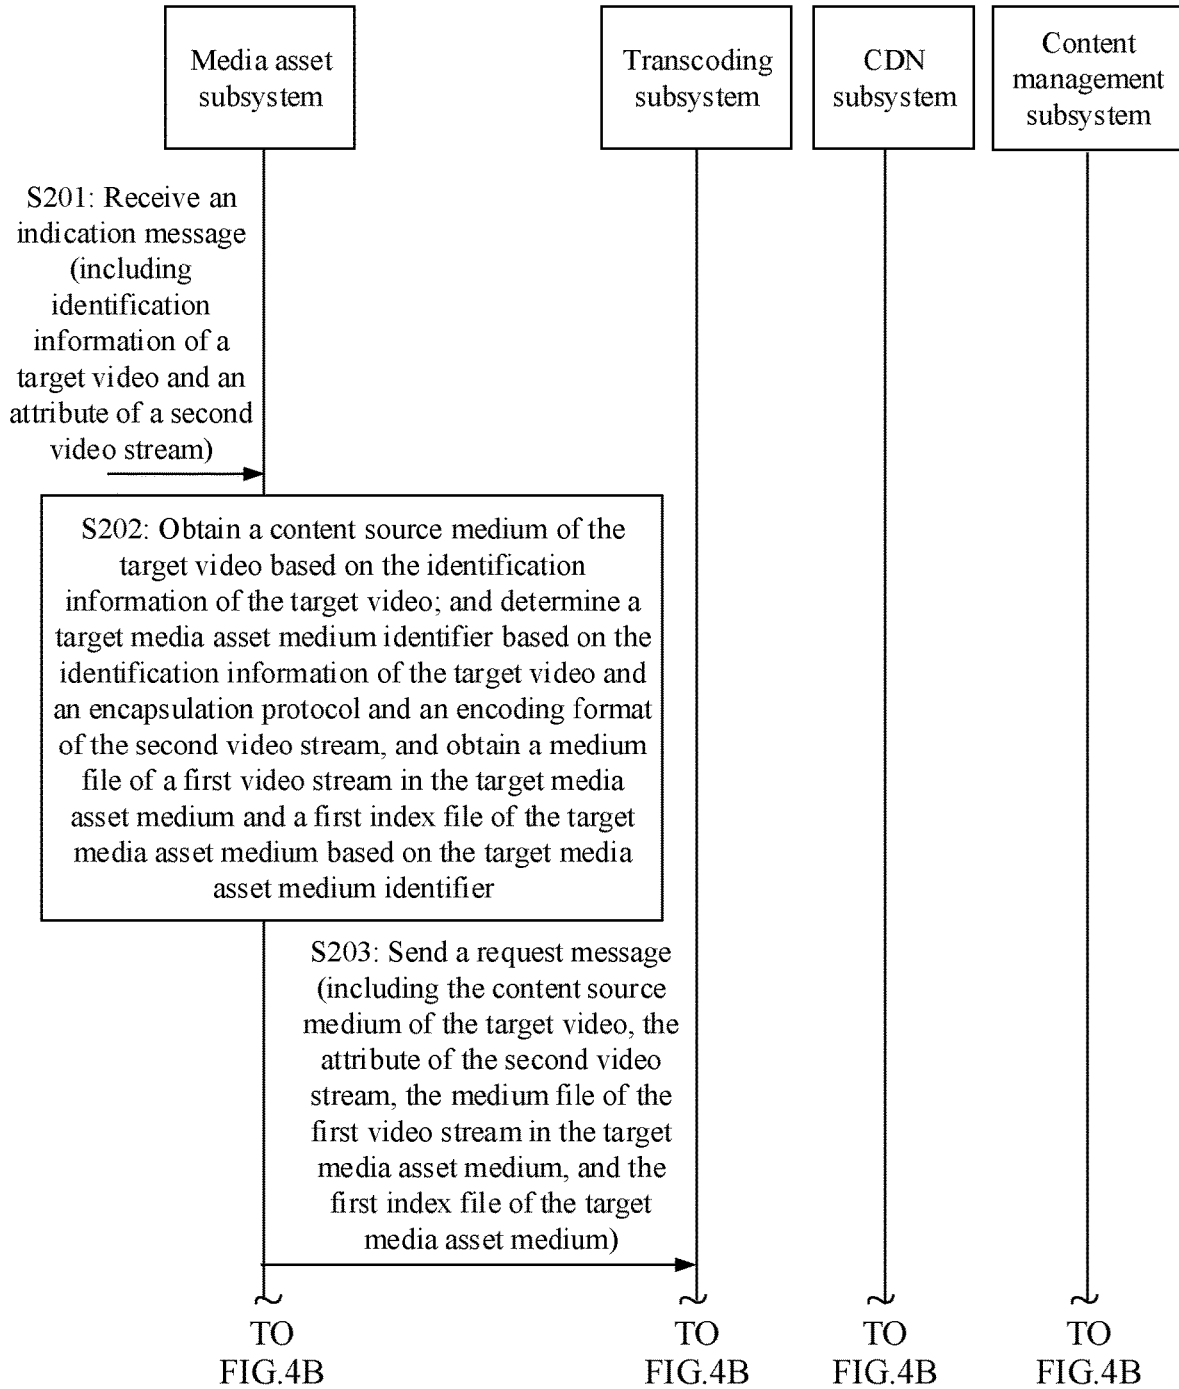 Media asset
subsystem
Transcoding
subsystem
CDN
subsystem
Content
management
subsystem
S201: Receive an
indication message
(including
identification
information of a
target video and an
attribute of a second
video stream)
S202: Obtain a content source medium of the
target video based on the identification
information of the target video; and determine a
target media asset medium identifier based on the
identification information of the target video and
an encapsulation protocol and an encoding format
of the second video stream, and obtain a medium
file of a first video stream in the target media
asset medium and a first index file of the target
media asset medium based on the target media
asset medium identifier
S203: Send a request message
(including the content source
medium of the target video, the
attribute of the second video
stream, the medium file of the
first video stream in the target
media asset medium, and the
first index file of the target
media asset medium)
TO
FIG.4B
TO
FIG.4B
TO
FIG.4B
TO
FIG.4B